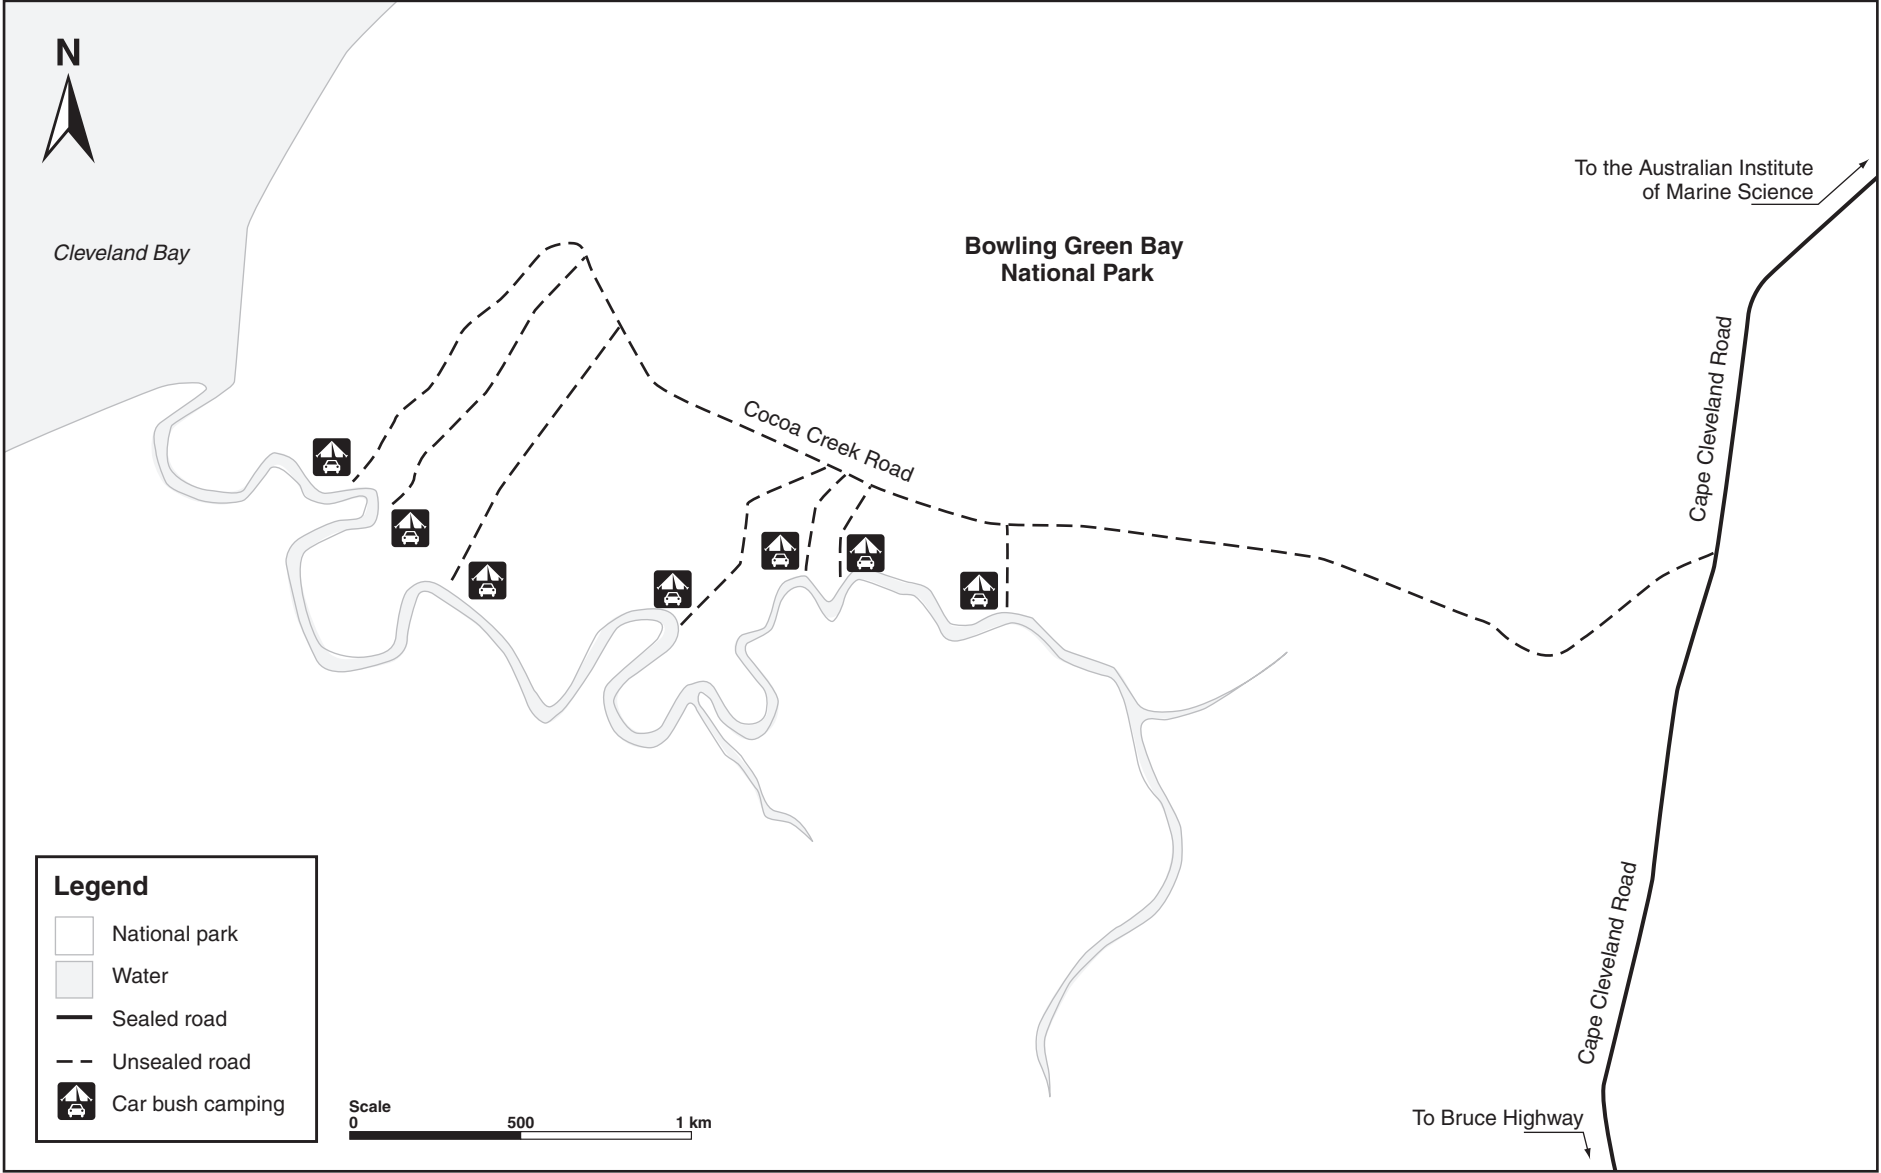 N
To the Australian Institute
of Marine Science
Cleveland Bay
Bowling Green Bay
National Park
Cape Cleveland Road
Cocoa Creek Road
Cape Cleveland Road
Legend
National park
Water
Sealed road
Unsealed road
Car bush camping
Scale
0 500 1 km
To Bruce Highway